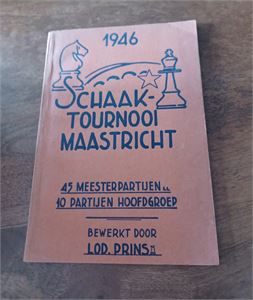 1946
SCHAAK-
TOURNOOI
MAASTRICHT
45 MEESTERPARTIJEN
10 PARTIJEN HOOFDGROEP
BEWERKT DOOR
LOD. PRINS